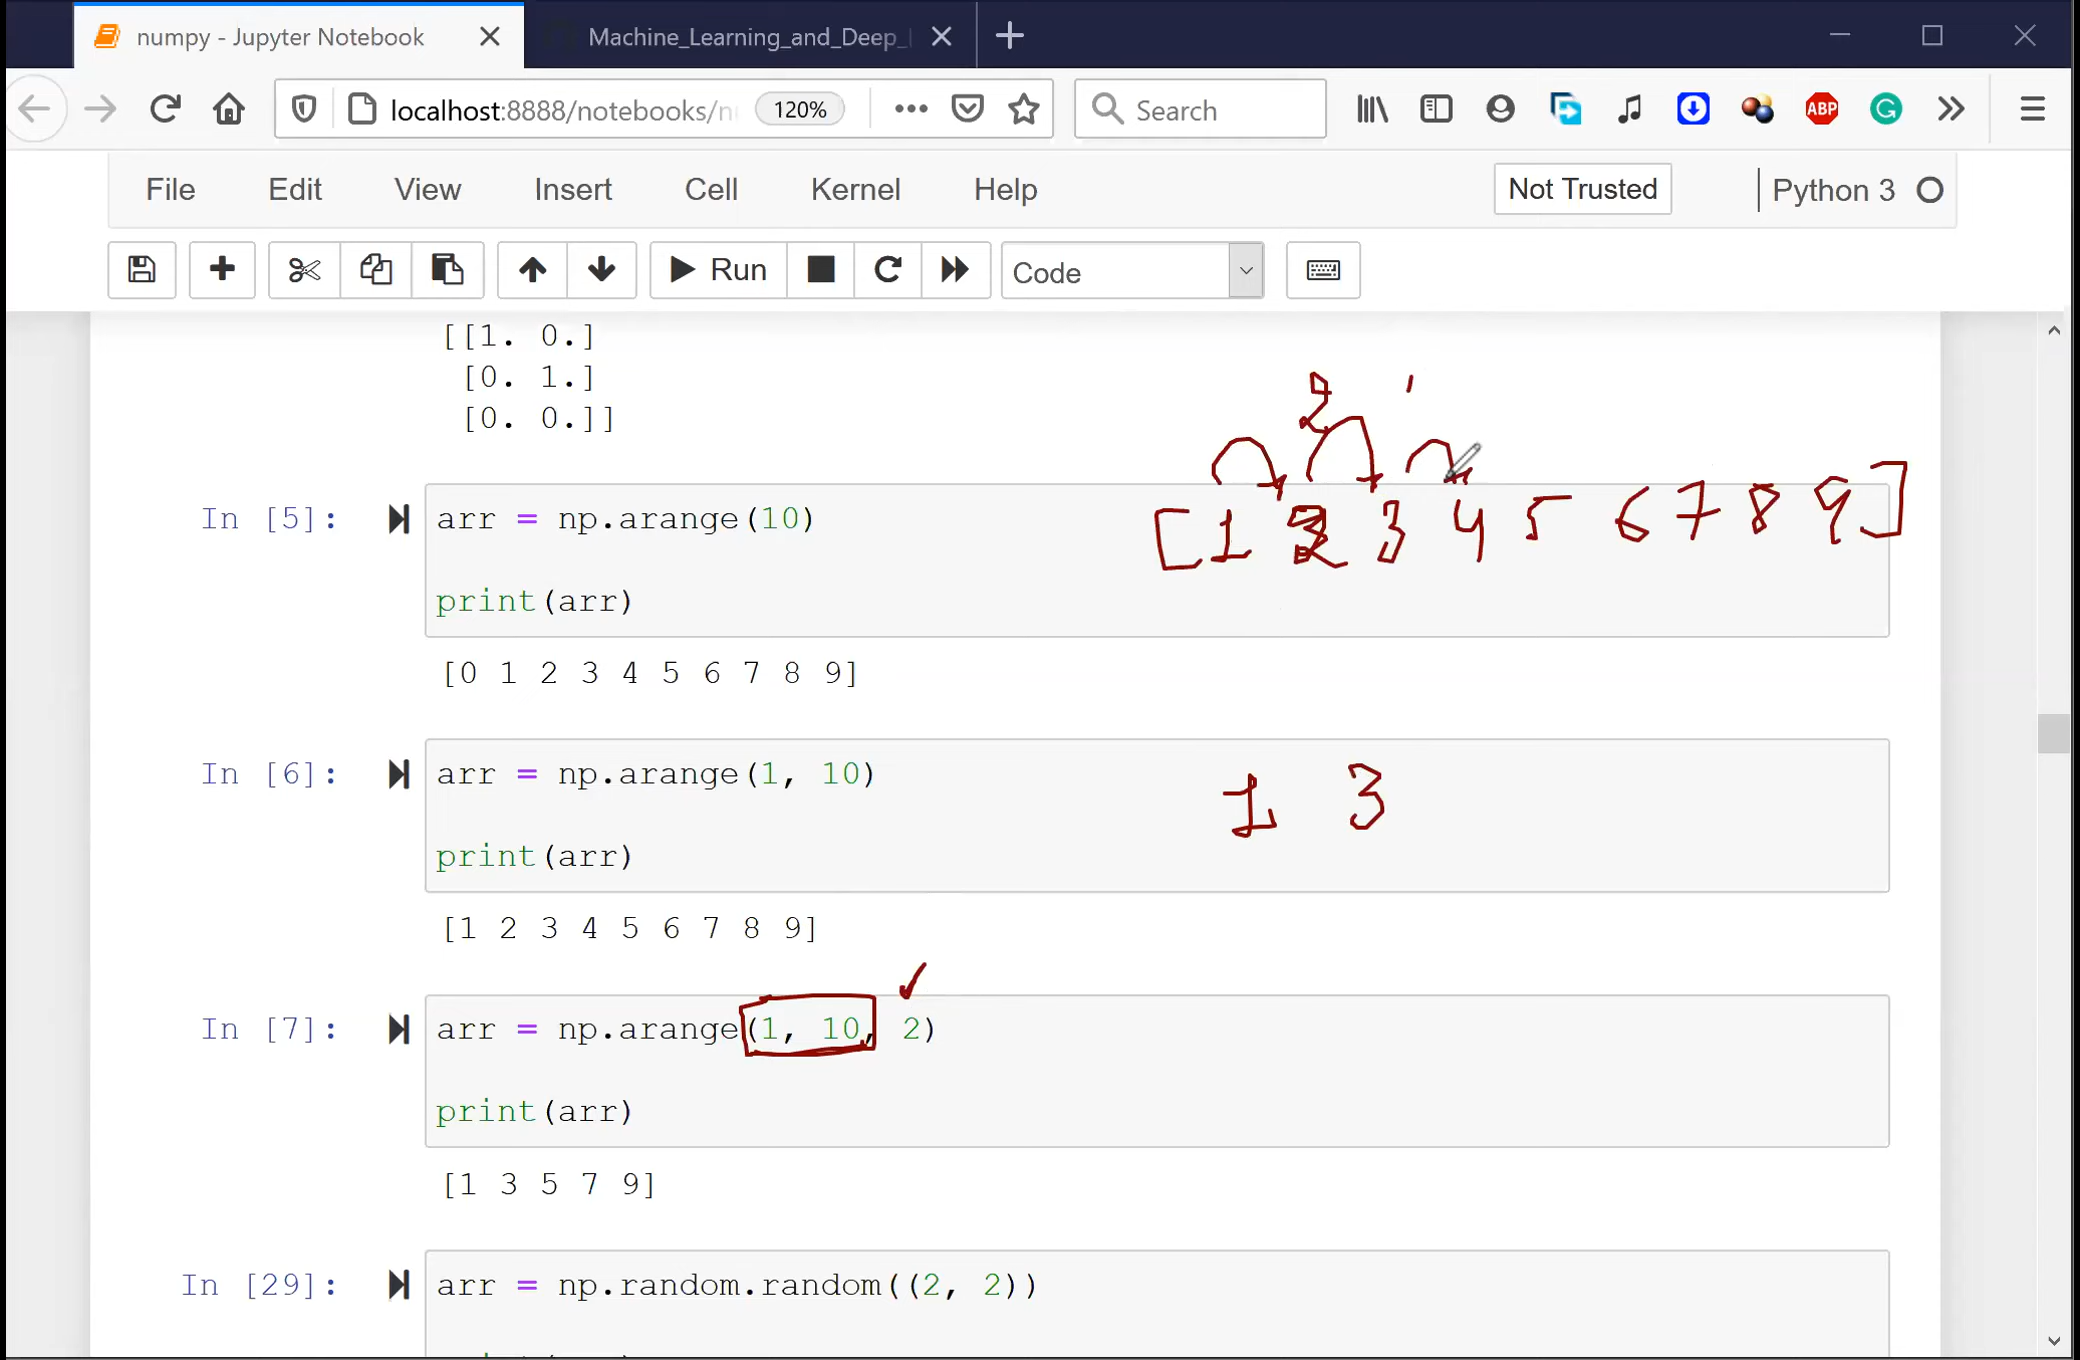 numpy - Jupyter Notebook
Machine_Learning_and_Deep_
localhost:8888/notebooks/
120%
Search
ABP
File Edit View Insert Cell Kernel Help
Not Trusted
Python 3
Run
Code
[[1. 0.]
[0. 1.]
[0. 0.]]
2 1
[1 2 3 4 5 6 7 8 9]
In [5]:
arr = np.arange(10)
print(arr)
[0 1 2 3 4 5 6 7 8 9]
In [6]:
arr = np.arange(1, 10)
1 3
print(arr)
[1 2 3 4 5 6 7 8 9]
In [7]:
arr = np.arange(1, 10, 2)
print(arr)
[1 3 5 7 9]
In [29]:
arr = np.random.random((2, 2))